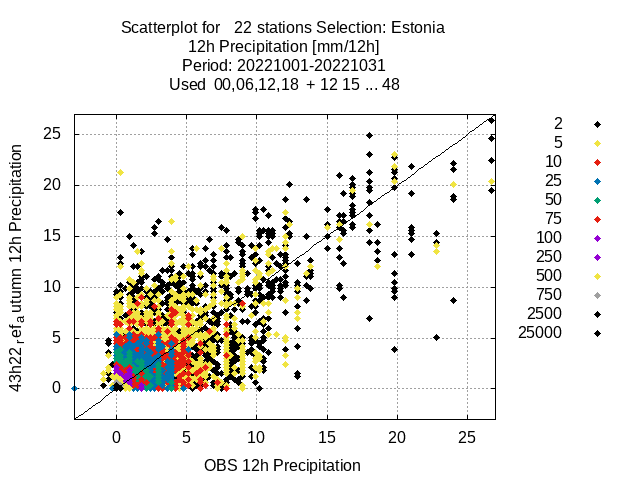 Scatterplot for 22 stations Selection: Estonia
12h Precipitation [mm/12h]
Period: 20221001-20221031
Used 00,06,12,18 + 12 15 ... 48
43h22refautumn 12h Precipitation
25
20
15
10
5
0
0 5 10 15 20 25
OBS 12h Precipitation
2
5
10
25
50
75
100
250
500
750
2500
25000